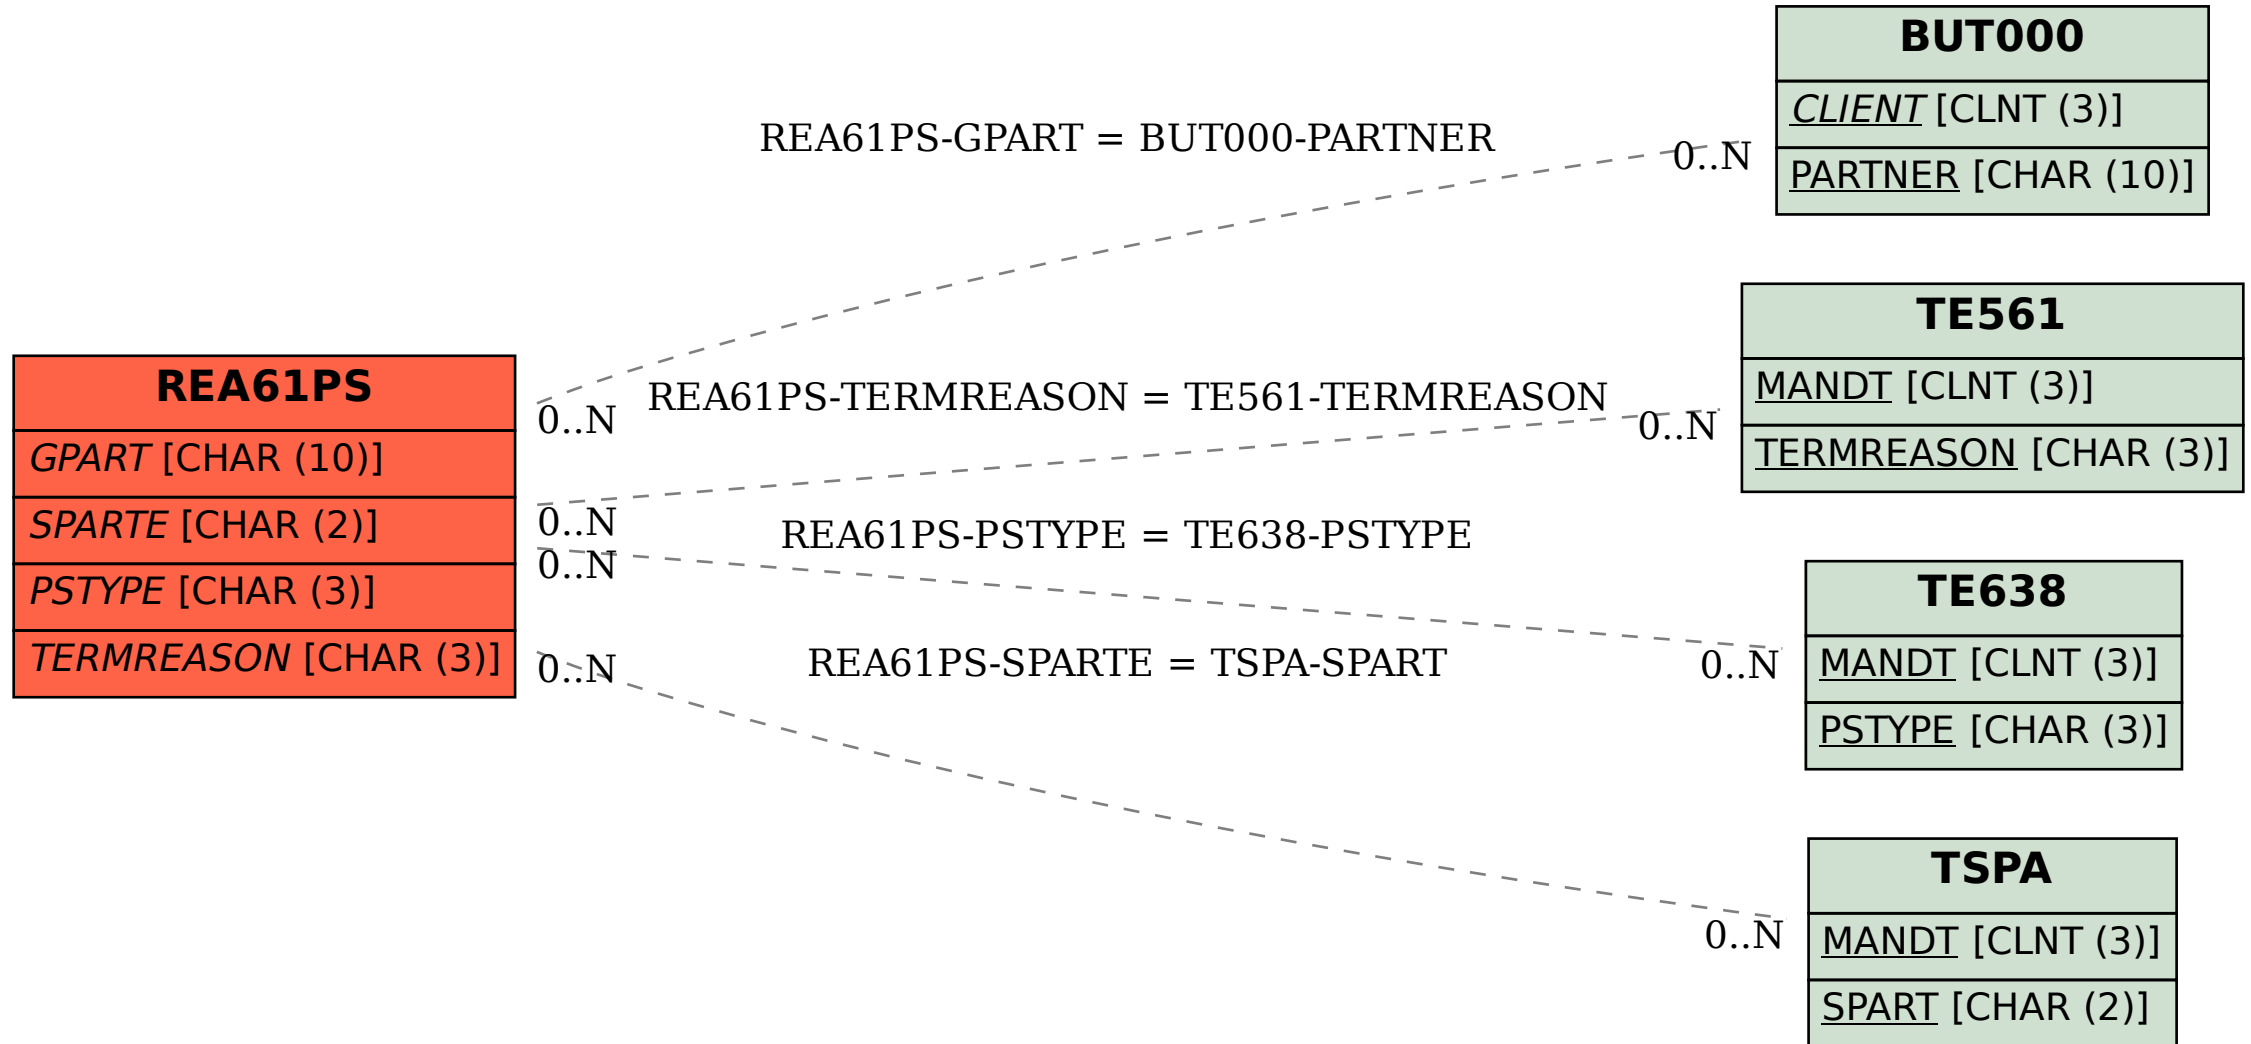 BUT000
CLIENT [CLNT (3)]
PARTNER [CHAR (10)]
REA61PS-GPART = BUT000-PARTNER
0..N
0..N
TE561
MANDT [CLNT (3)]
TERMREASON [CHAR (3)]
REA61PS-TERMREASON = TE561-TERMREASON
0..N
0..N
REA61PS
GPART [CHAR (10)]
SPARTE [CHAR (2)]
PSTYPE [CHAR (3)]
TERMREASON [CHAR (3)]
REA61PS-PSTYPE = TE638-PSTYPE
0..N
0..N
TE638
MANDT [CLNT (3)]
PSTYPE [CHAR (3)]
REA61PS-SPARTE = TSPA-SPART
0..N
0..N
TSPA
MANDT [CLNT (3)]
SPART [CHAR (2)]